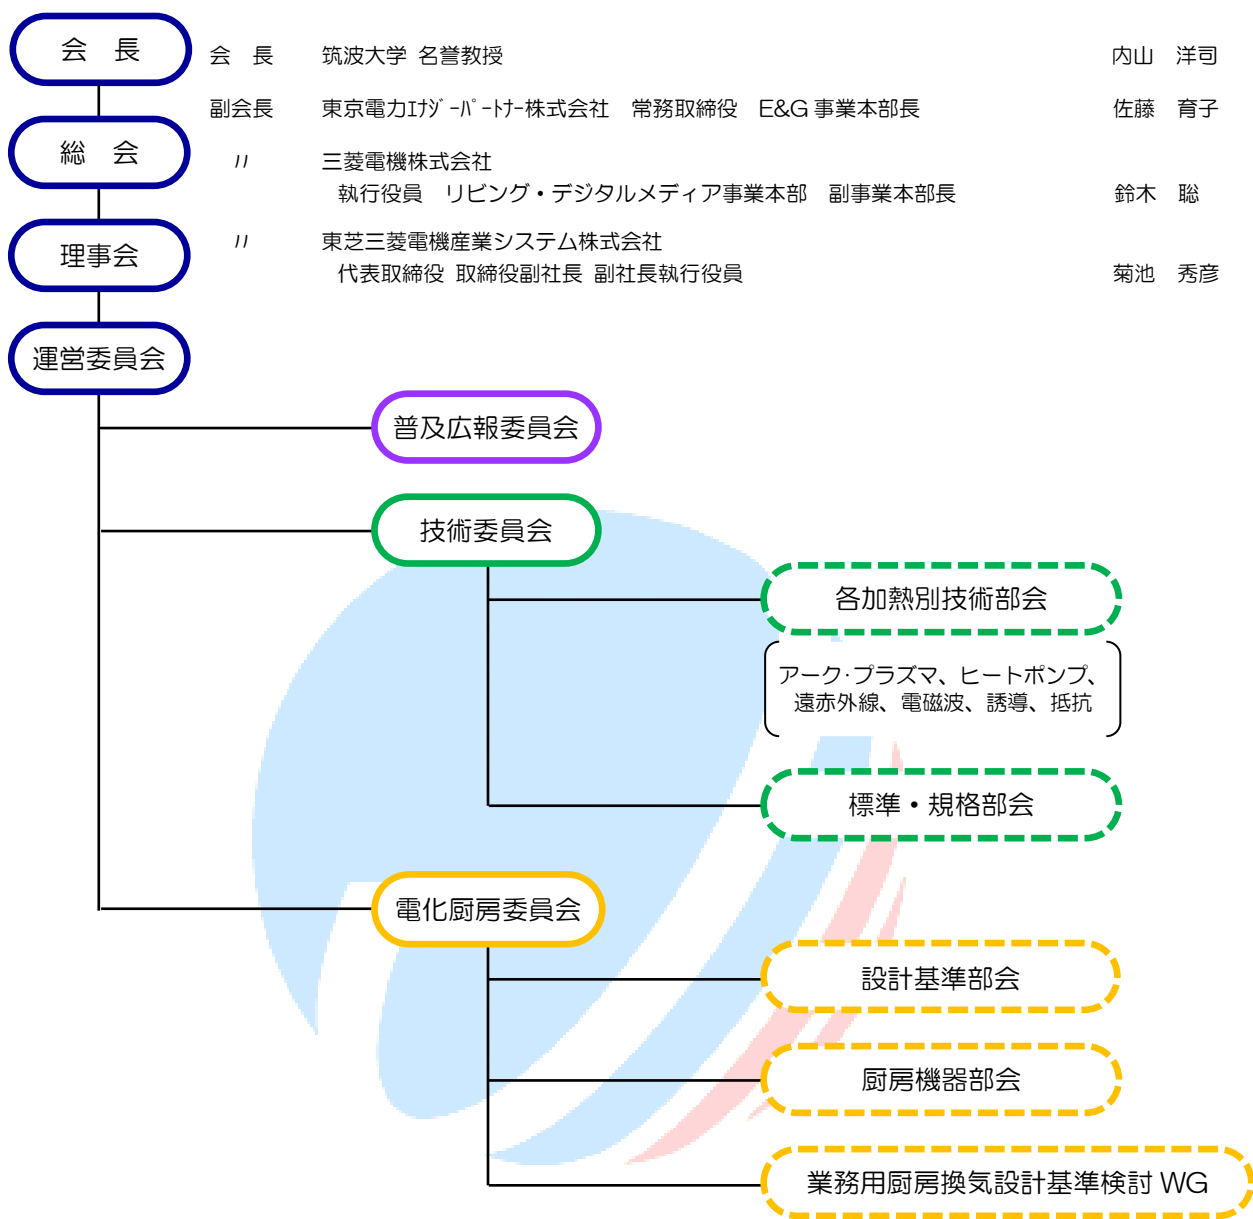 会　長
会　長　筑波大学 名誉教授　内山　洋司
副会長　東京電力ｴﾅｼﾞｰﾊﾟｰﾄﾅｰ株式会社　常務取締役　E&G 事業本部長　佐藤　育子
総　会
〃　三菱電機株式会社
執行役員　リビング・デジタルメディア事業本部　副事業本部長　鈴木　聡
理事会
〃　東芝三菱電機産業システム株式会社
代表取締役 取締役副社長 副社長執行役員　菊池　秀彦
運営委員会
普及広報委員会
技術委員会
各加熱別技術部会
アーク・プラズマ、ヒートポンプ、
遠赤外線、電磁波、誘導、抵抗
標準・規格部会
電化厨房委員会
設計基準部会
厨房機器部会
業務用厨房換気設計基準検討 WG